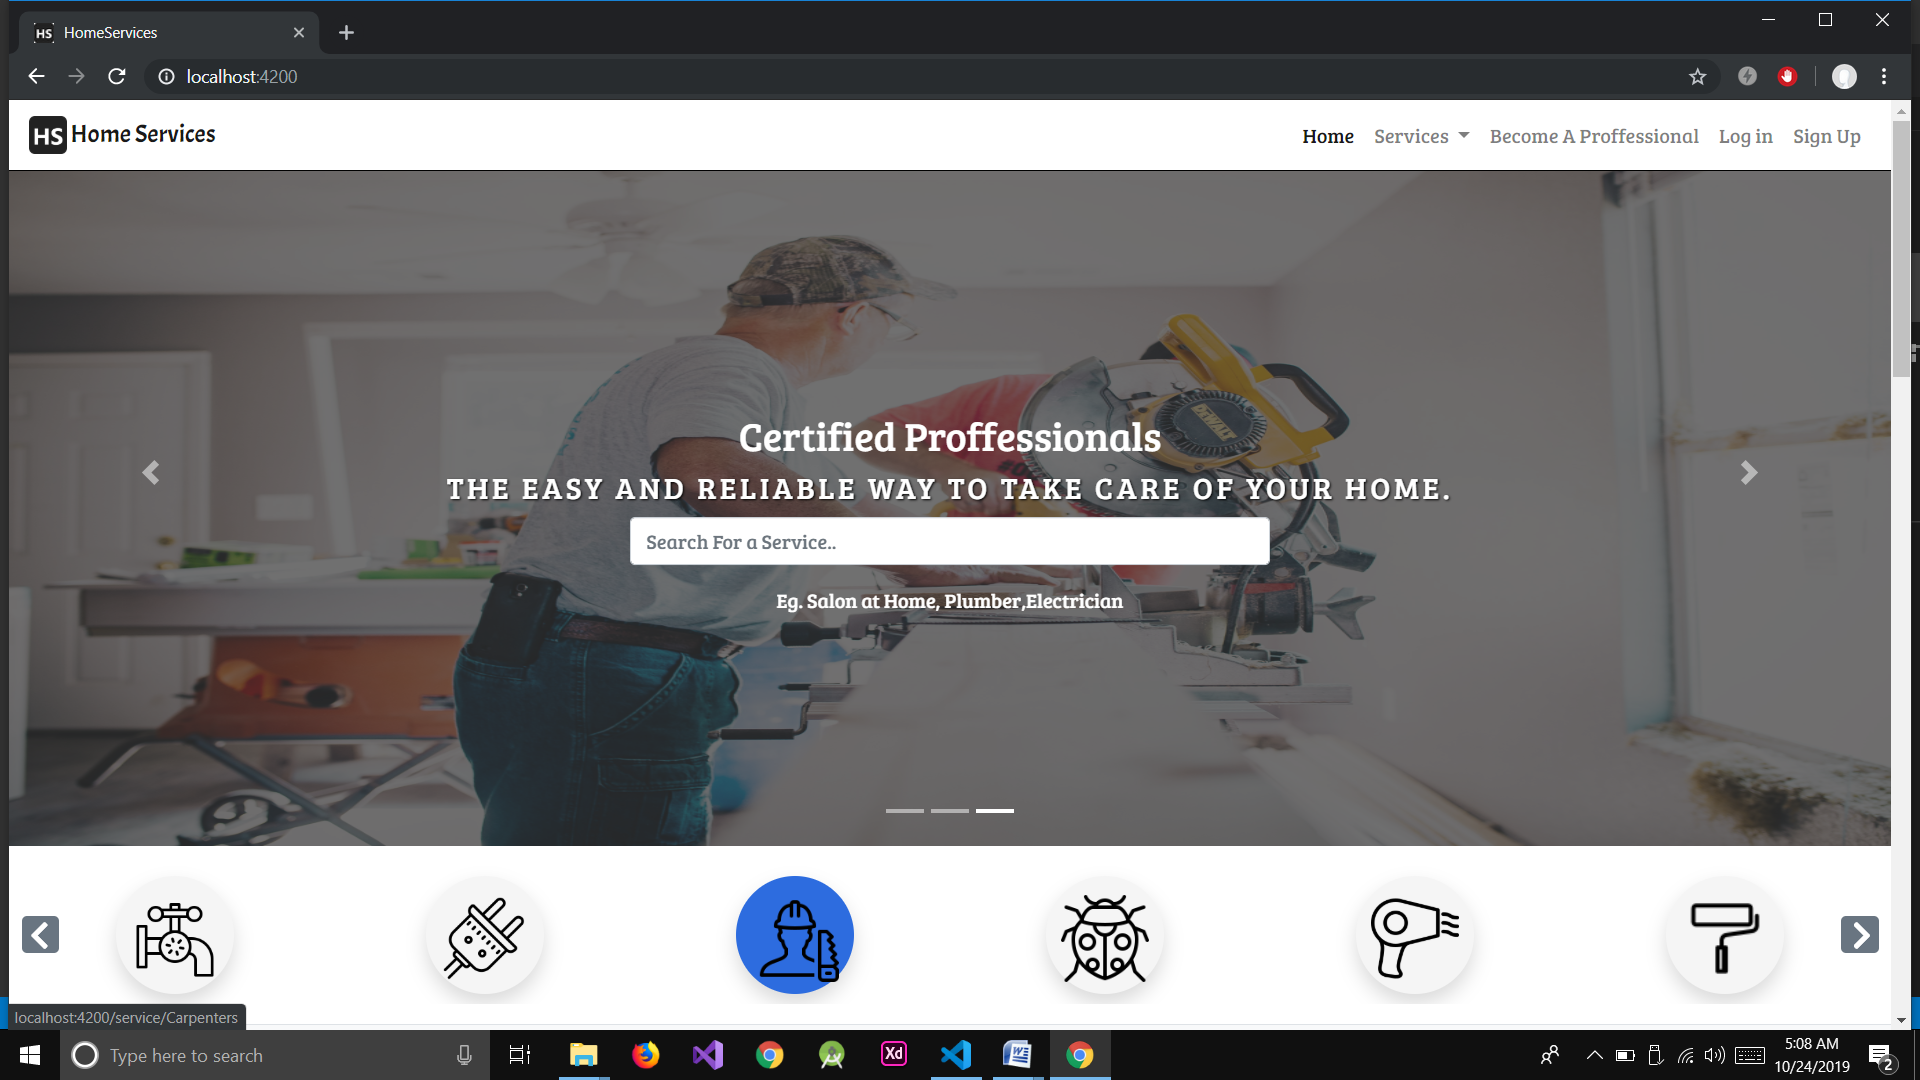 HS HomeServices
localhost:4200
HS Home Services
Home Services Become A Proffessional Log in Sign Up
DEWALT
Certified Proffessionals
THE EASY AND RELIABLE WAY TO TAKE CARE OF YOUR HOME.
Search For a Service..
Eg. Salon at Home, Plumber,Electrician
localhost:4200/service/Carpenters
Type here to search
Xd
W
5:08 AM
10/24/2019
2